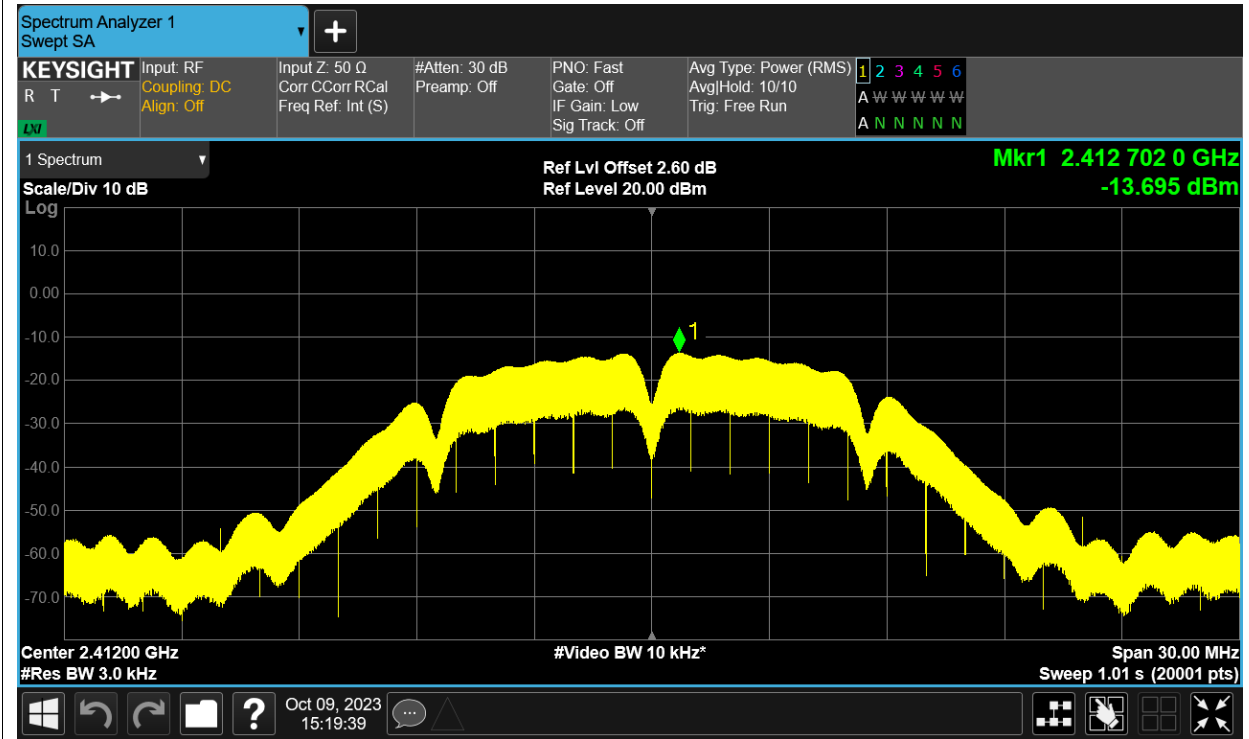 Spectrum Analyzer 1
Swept SA
KEYSIGHT
R T
LXI
Input: RF
Coupling: DC
Align: Off
Input Z: 50 Ω
Corr CCorr RCal
Freq Ref: Int (S)
#Atten: 30 dB
Preamp: Off
PNO: Fast
Gate: Off
IF Gain: Low
Sig Track: Off
Avg Type: Power (RMS)
Avg|Hold: 10/10
Trig: Free Run
1 2 3 4 5 6
A W W W W W
A N N N N N
1 Spectrum
Scale/Div 10 dB
Ref Lvl Offset 2.60 dB
Ref Level 20.00 dBm
Mkr1 2.412 702 0 GHz
-13.695 dBm
Log
10.0
0.00
-10.0
1
-20.0
-30.0
-40.0
-50.0
-60.0
-70.0
Center 2.41200 GHz
#Video BW 10 kHz*
Span 30.00 MHz
#Res BW 3.0 kHz
Sweep 1.01 s (20001 pts)
?
Oct 09, 2023
15:19:39